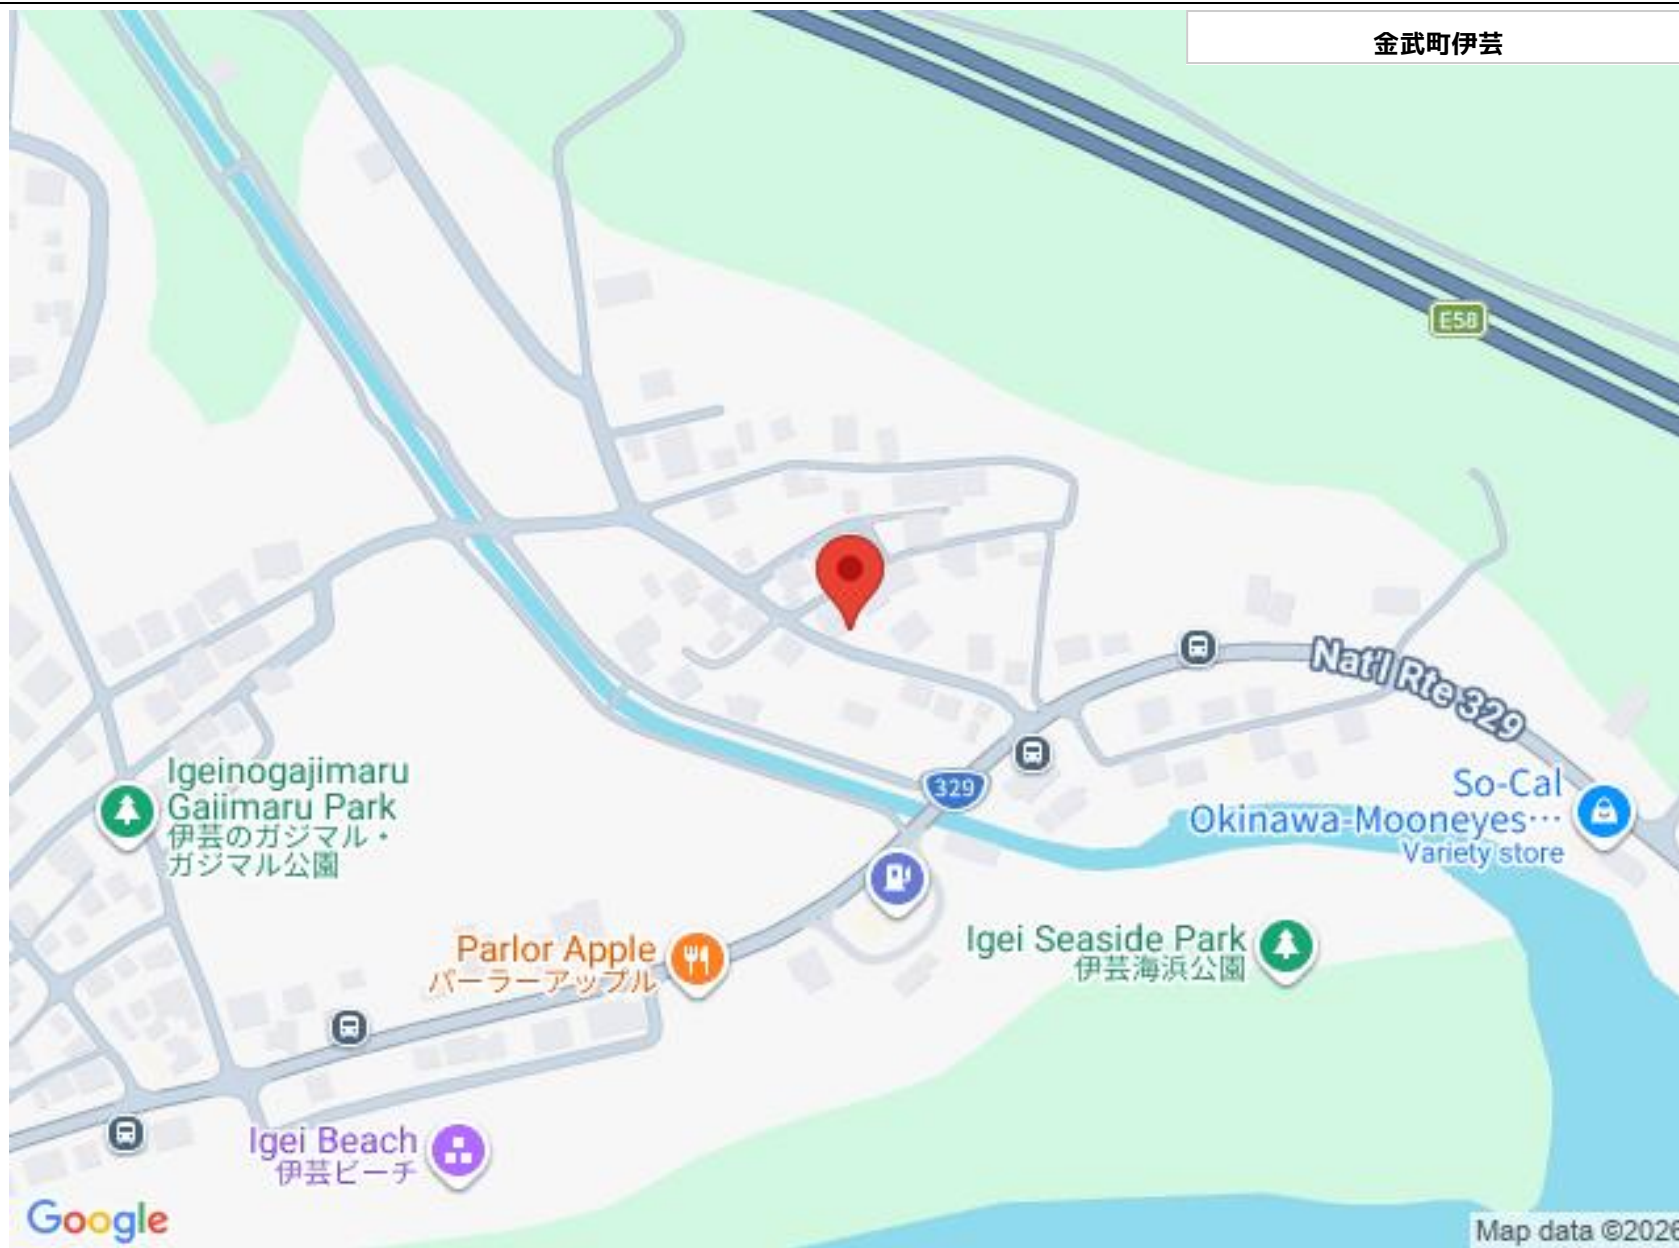 金武町伊芸
E58
Nat'l Rte 329
Igeinogajimaru
Gajimaru Park
伊芸のガジマル・
ガジマル公園
329
So-Cal
Okinawa-Mooneyes…
Variety store
Parlor Apple
パーラーアップル
Igei Seaside Park
伊芸海浜公園
Igei Beach
伊芸ビーチ
Google
Map data ©2026